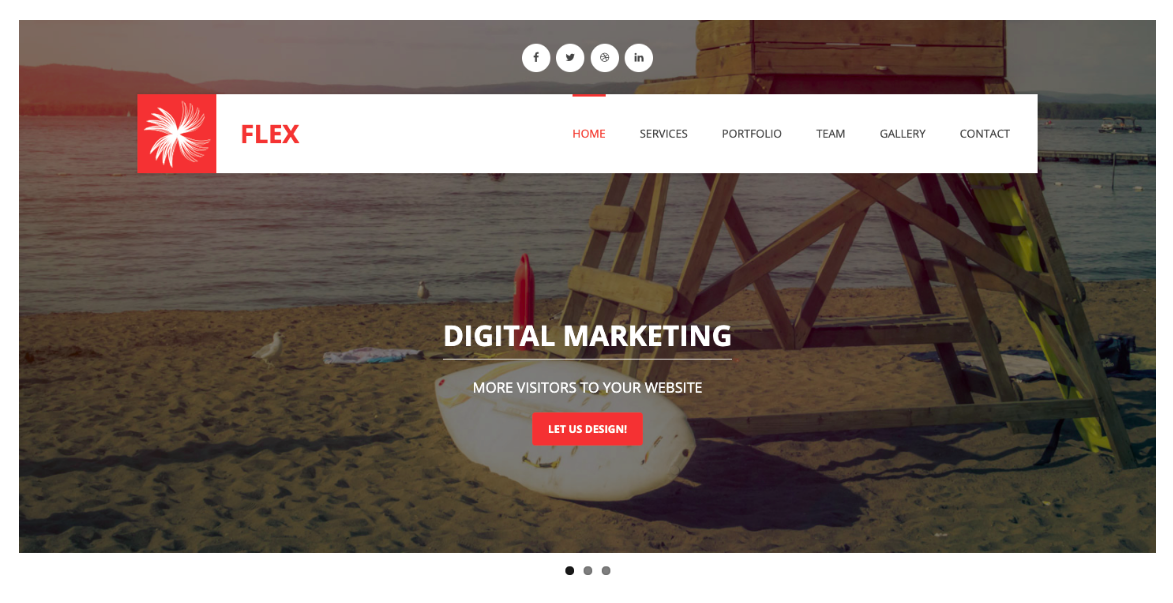 FLEX
HOME SERVICES PORTFOLIO TEAM GALLERY CONTACT
DIGITAL MARKETING
MORE VISITORS TO YOUR WEBSITE
LET US DESIGN!